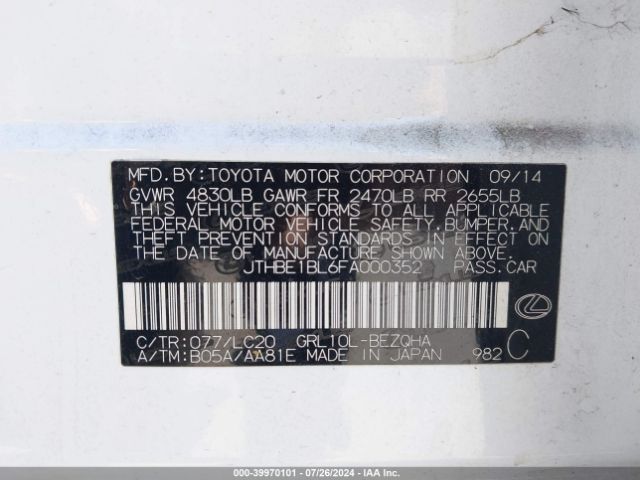 MFD.BY:TOYOTA MOTOR CORPORATION 09/14
GVWR 4830LB GAWR FR 2470LB RR 2655LB
THIS VEHICLE CONFORMS TO ALL APPLICABLE
FEDERAL MOTOR VEHICLE SAFETY,BUMPER,AND
THEFT PREVENTION STANDARDS IN EFFECT ON
THE DATE OF MANUFACTURE SHOWN ABOVE.
JTHBE1BL6FA000352 PASS.CAR
C/TR:077/LC20 GRL10L-BEZQHA
A/TM:B05A/AA81E MADE IN JAPAN 982 C
000-39970101 - 07/26/2024 - IAA Inc.